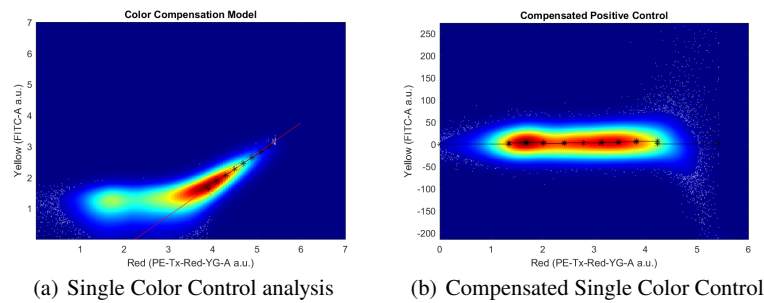 Color Compensation Model
7
6
5
4
3
2
1
Yellow (FITC-A a.u.)
1 2 3 4 5 6 7
Red (PE-Tx-Red-YG-A a.u.)
(a) Single Color Control analysis
Compensated Positive Control
250
200
150
100
50
0
-50
-100
-150
-200
Yellow (FITC-A a.u.)
0 1 2 3 4 5 6
Red (PE-Tx-Red-YG-A a.u.)
(b) Compensated Single Color Control